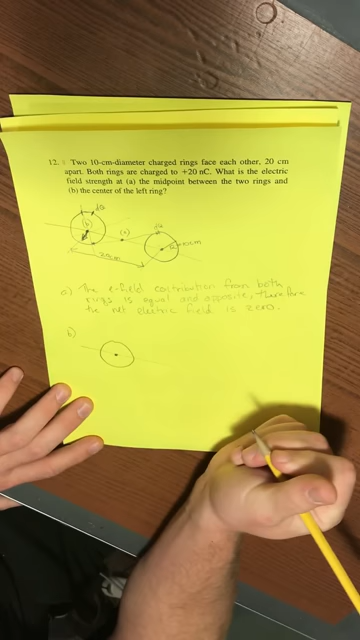 12. Two 10-cm-diameter charged rings face each other, 20 cm
apart. Both rings are charged to +20 nC. What is the electric
field strength at (a) the midpoint between the two rings and
(b) the center of the left ring?
(b)
(a)
20cm
a) The e-field contribution from both
rings is equal and opposite, therefore
the net electric field is zero.
b)